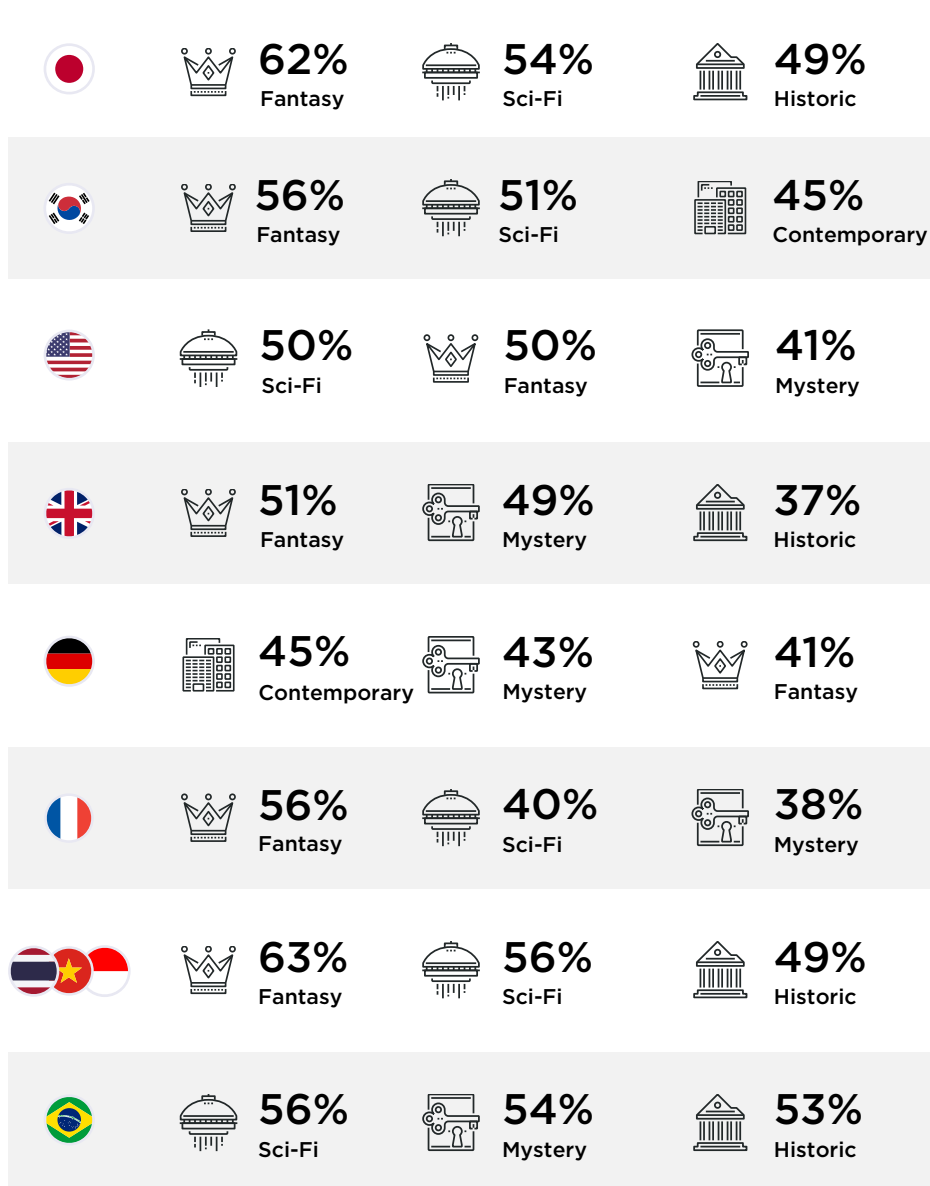 62% 54% 49%
Fantasy Sci-Fi Historic
56% 51% 45%
Fantasy Sci-Fi Contemporary
50% 50% 41%
Sci-Fi Fantasy Mystery
51% 49% 37%
Fantasy Mystery Historic
45% 43% 41%
Contemporary Mystery Fantasy
56% 40% 38%
Fantasy Sci-Fi Mystery
63% 56% 49%
Fantasy Sci-Fi Historic
56% 54% 53%
Sci-Fi Mystery Historic